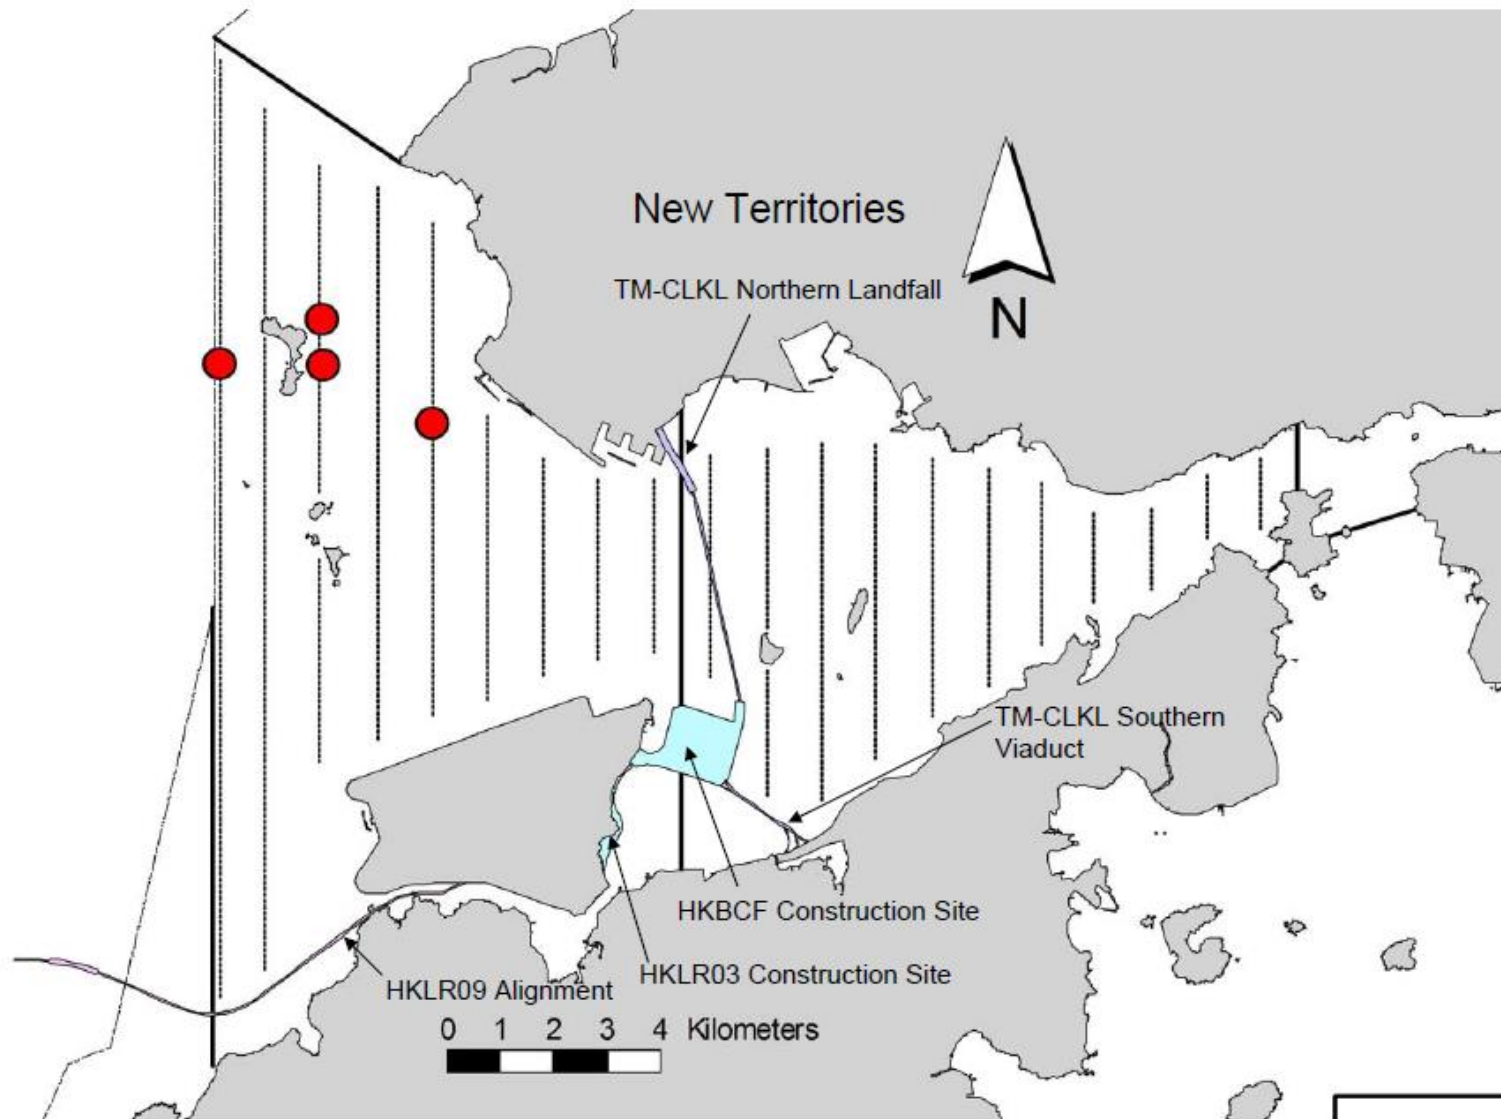 New Territories
TM-CLKL Northern Landfall
N
TM-CLKL Southern
Viaduct
HKBCF Construction Site
HKLR03 Construction Site
HKLR09 Alignment
0 1 2 3 4 Kilometers